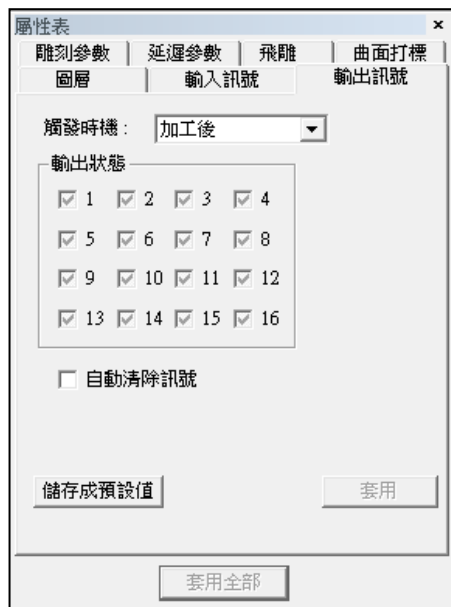 屬性表
雕刻參數 延遲參數 飛雕 曲面打標
圖層 輸入訊號 輸出訊號
觸發時機： 加工後
輸出狀態
1 2 3 4
5 6 7 8
9 10 11 12
13 14 15 16
自動清除訊號
儲存成預設值 套用
套用全部